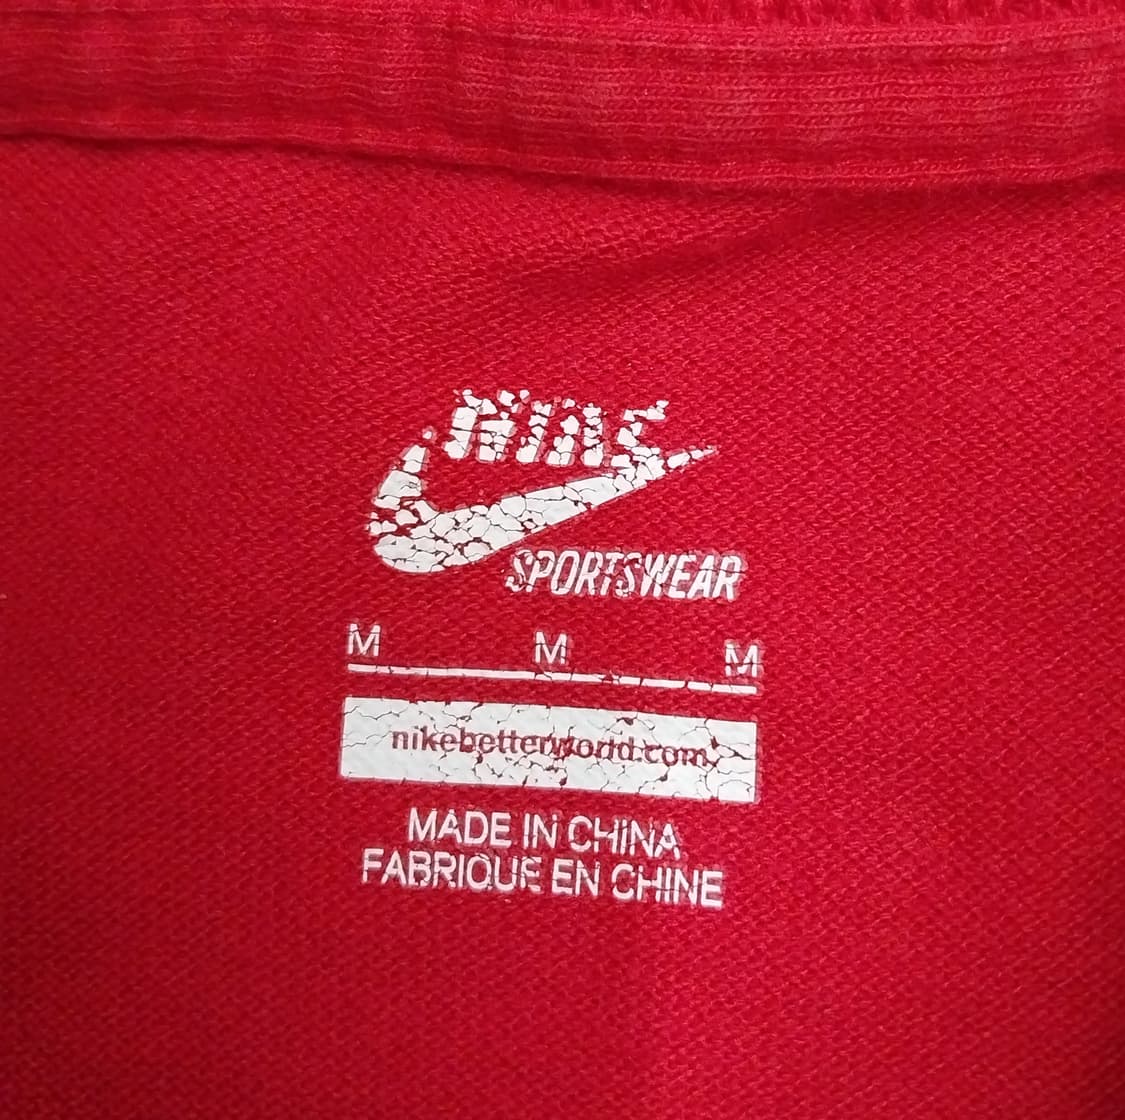 NIKE
SPORTSWEAR
M M M
nikebetterworld.com
MADE IN CHINA
FABRIQUE EN CHINE